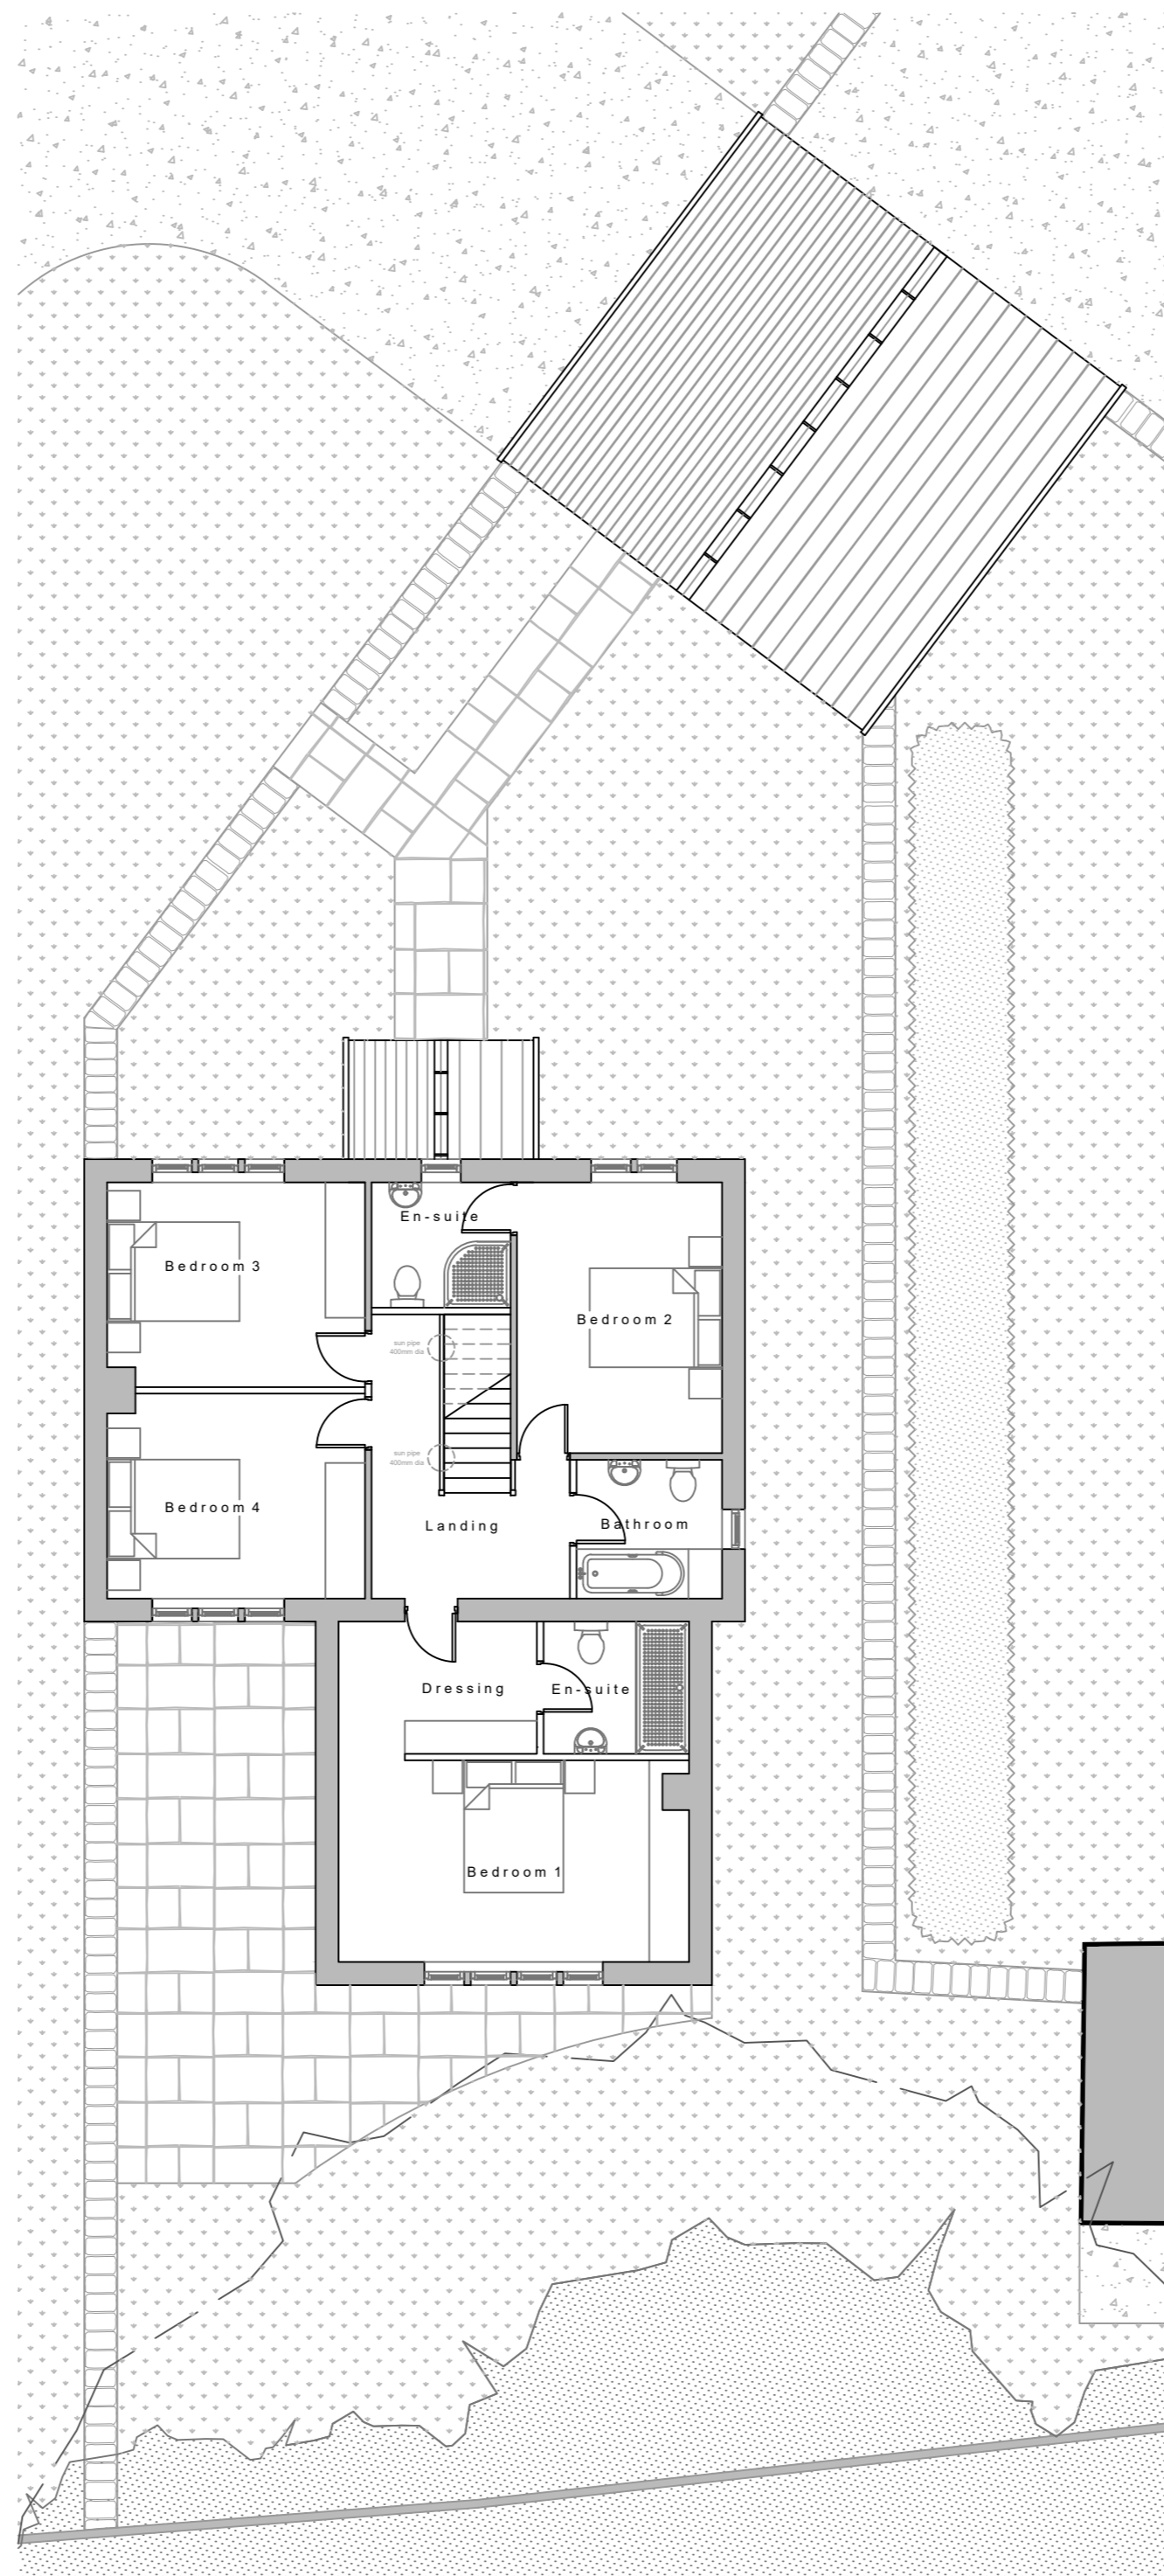 En-suite
Bedroom 3
Bedroom 2
sun pipe
400mm dia
sun pipe
400mm dia
Bedroom 4
Landing
Bathroom
Dressing
En-suite
Bedroom 1